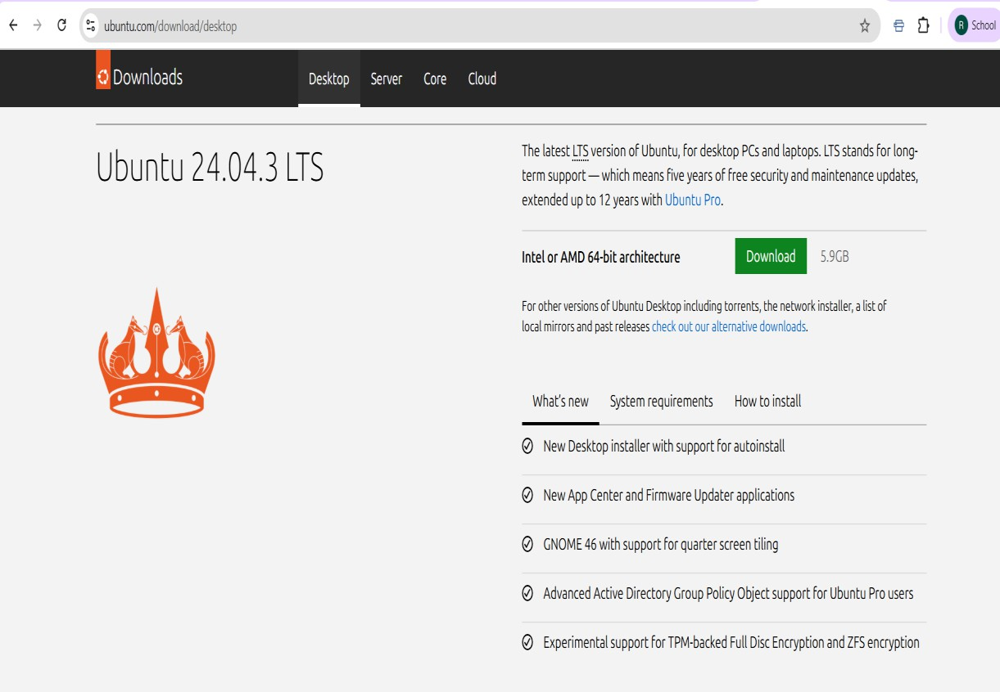 ubuntu.com/download/desktop
R School
Downloads
Desktop Server Core Cloud
Ubuntu 24.04.3 LTS
The latest LTS version of Ubuntu, for desktop PCs and laptops. LTS stands for long-
term support — which means five years of free security and maintenance updates,
extended up to 12 years with Ubuntu Pro.
Intel or AMD 64-bit architecture Download 5.9GB
For other versions of Ubuntu Desktop including torrents, the network installer, a list of
local mirrors and past releases check out our alternative downloads.
What's new System requirements How to install
New Desktop installer with support for autoinstall
New App Center and Firmware Updater applications
GNOME 46 with support for quarter screen tiling
Advanced Active Directory Group Policy Object support for Ubuntu Pro users
Experimental support for TPM-backed Full Disc Encryption and ZFS encryption